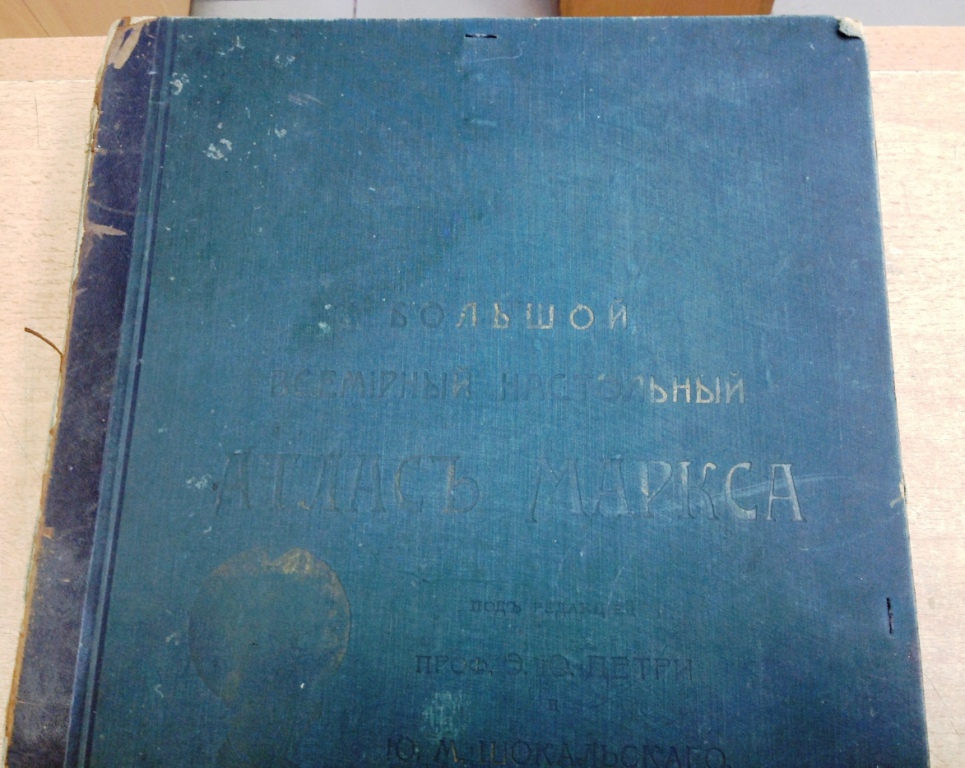 БОЛЬШОЙ
ВСЕМІРНЫЙ НАСТОЛЬНЫЙ
АТЛАСЪ МАРКСА
ПОДЪ РЕДАКЦІЕЙ
ПРОФ. Э. Ю. ПЕТРИ
и
Ю. М. ШОКАЛЬСКАГО.